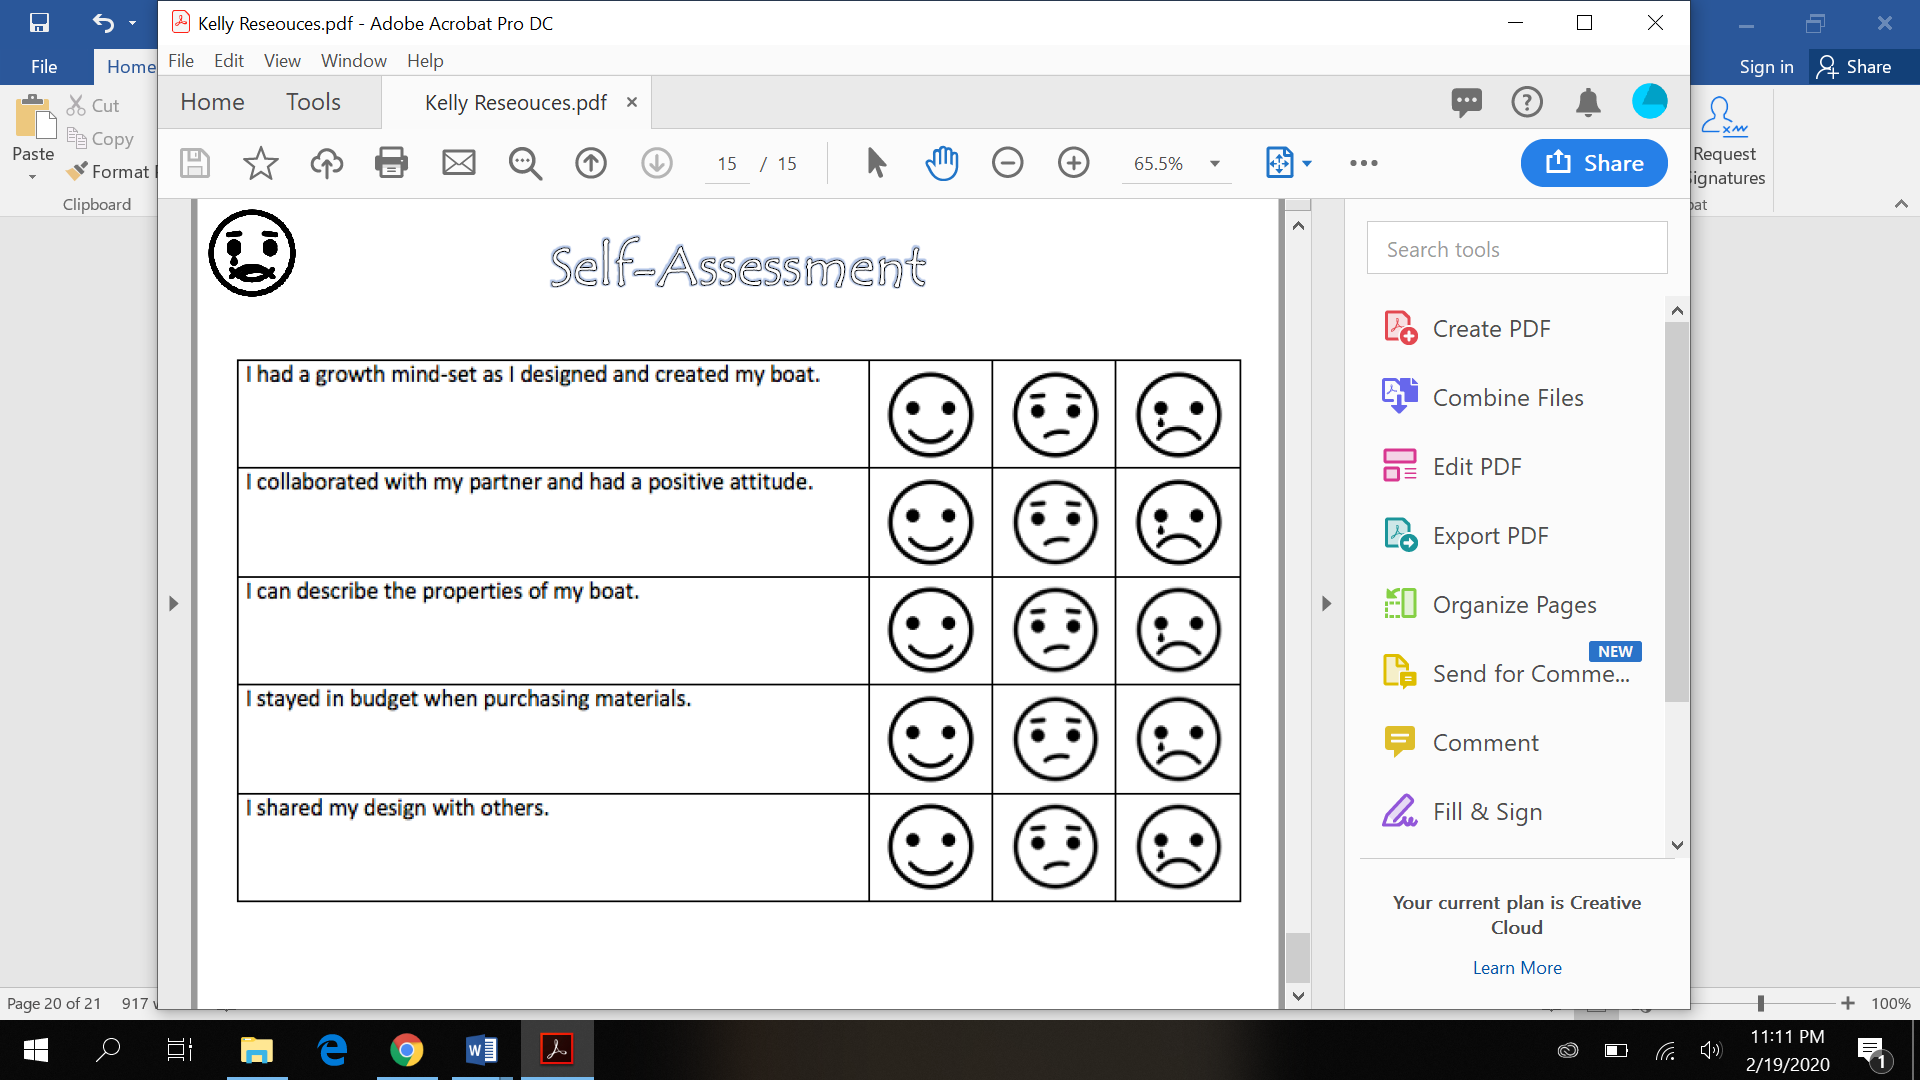 Kelly Reseouces.pdf - Adobe Acrobat Pro DC
File Edit View Window Help
File Home
Sign in Share
Home Tools Kelly Reseouces.pdf
Cut
Copy
Paste
Format
Clipboard
15 / 15 65.5% Share
Request
Signatures
Self-Assessment
I had a growth mind-set as I designed and created my boat.
I collaborated with my partner and had a positive attitude.
I can describe the properties of my boat.
I stayed in budget when purchasing materials.
I shared my design with others.
Search tools
Create PDF
Combine Files
Edit PDF
Export PDF
Organize Pages
NEW
Send for Comme...
Comment
Fill & Sign
Your current plan is Creative
Cloud
Learn More
Page 20 of 21 917
100%
11:11 PM
2/19/2020
1